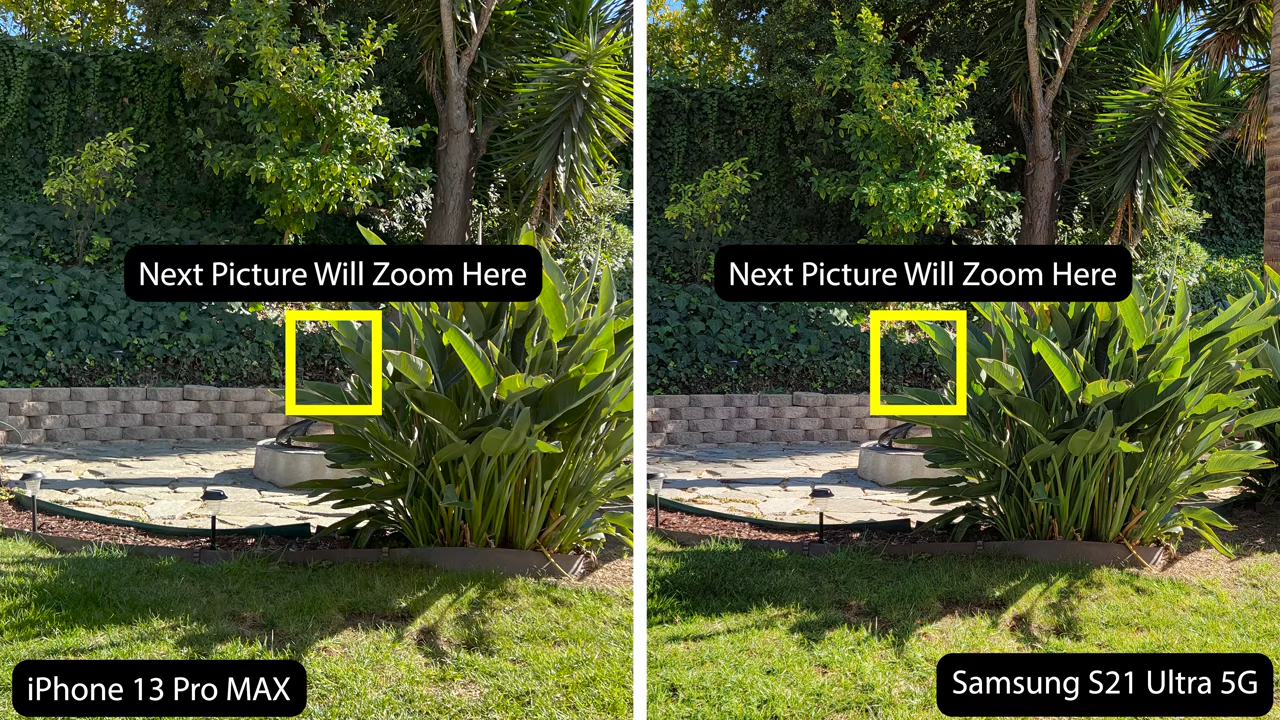 Next Picture Will Zoom Here
Next Picture Will Zoom Here
iPhone 13 Pro MAX
Samsung S21 Ultra 5G